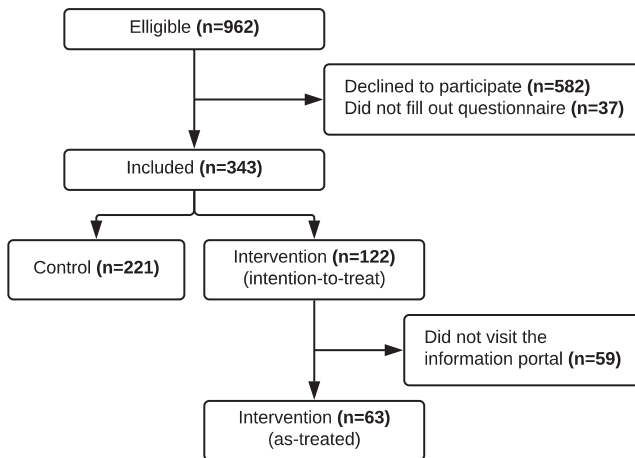 Elligible (n=962)
Declined to participate (n=582)
Did not fill out questionnaire (n=37)
Included (n=343)
Control (n=221)
Intervention (n=122)
(intention-to-treat)
Did not visit the
information portal (n=59)
Intervention (n=63)
(as-treated)